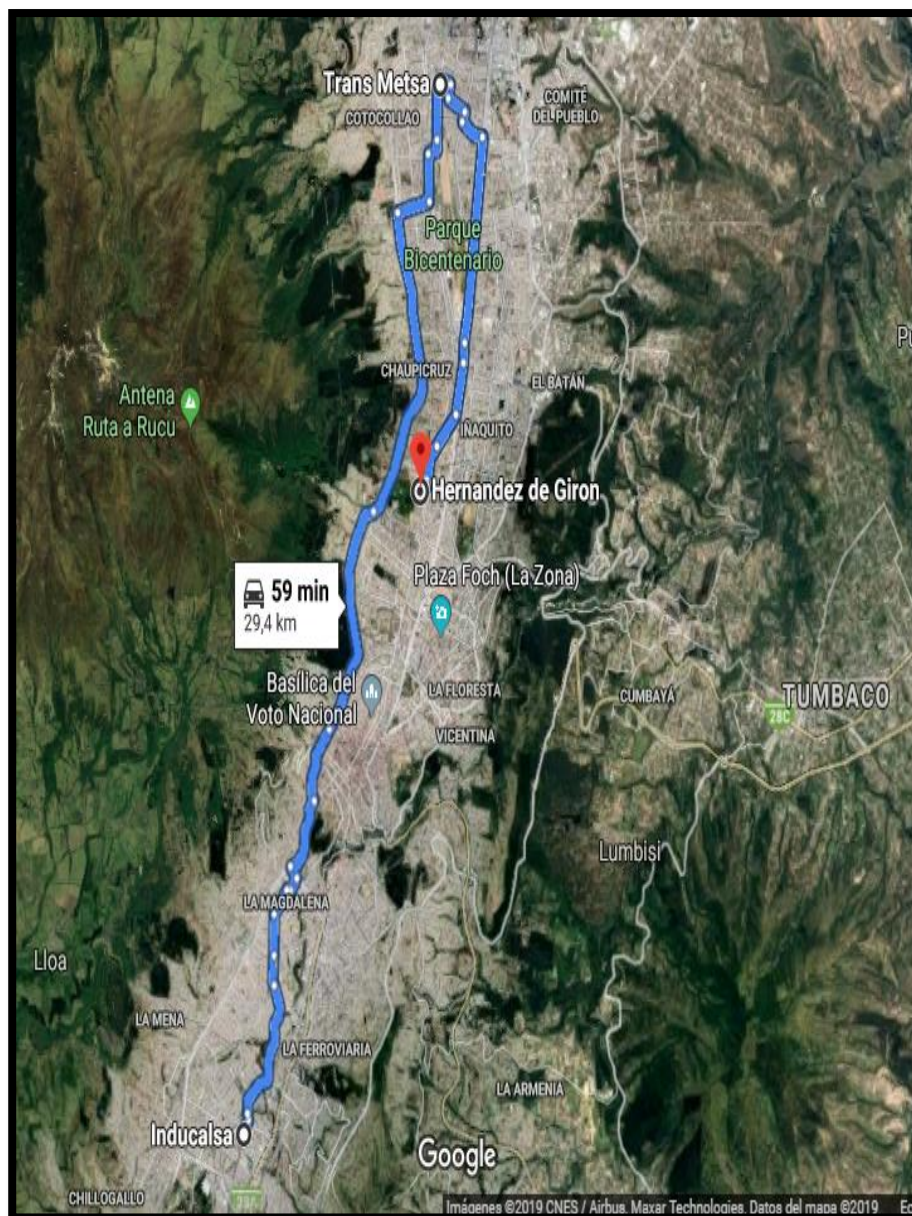 Trans Metsa
COTOCOLLAO
COMITÉ
DEL PUEBLO
Parque
Bicentenario
CHAUPICRUZ
EL BATÁN
Antena
Ruta a Rucu
IÑAQUITO
Hernandez de Giron
Plaza Foch (La Zona)
59 min
29,4 km
Basílica del
Voto Nacional
LA FLORESTA
CUMBAYÁ
TUMBACO
28C
VICENTINA
Lumbisi
LA MAGDALENA
Lloa
LA MENA
LA FERROVIARIA
LA ARMENIA
Inducalsa
Google
CHILLOGALLO
Imágenes ©2019 CNES / Airbus, Maxar Technologies, Datos del mapa ©2019